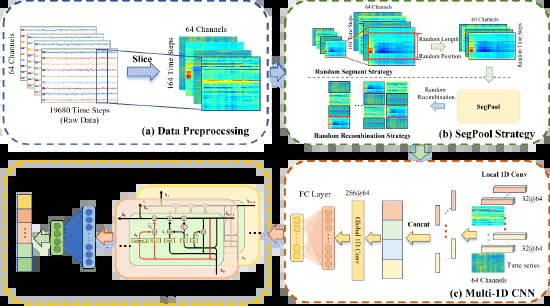 64 Channels
19680 Time Steps
(Raw Data)
Slice
64 Channels
164 Time Steps
(a) Data Preprocessing
64 Channels
64 Channels
Random Length
Random Position
Random Time Steps
Random Segment Strategy
Random
Recombination
SegPool
Random Recombination Strategy
(b) SegPool Strategy
Local 1D Conv
32@64
32@64
Time series
64 Channels
Concat
256@64
Global 1D Conv
FC Layer
(c) Multi-1D CNN